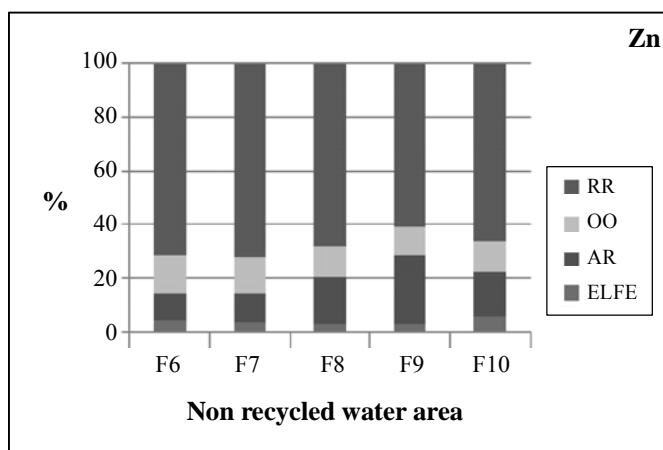 Zn
100
80
60
40
20
0
%
F6 F7 F8 F9 F10
Non recycled water area
RR
OO
AR
ELFE